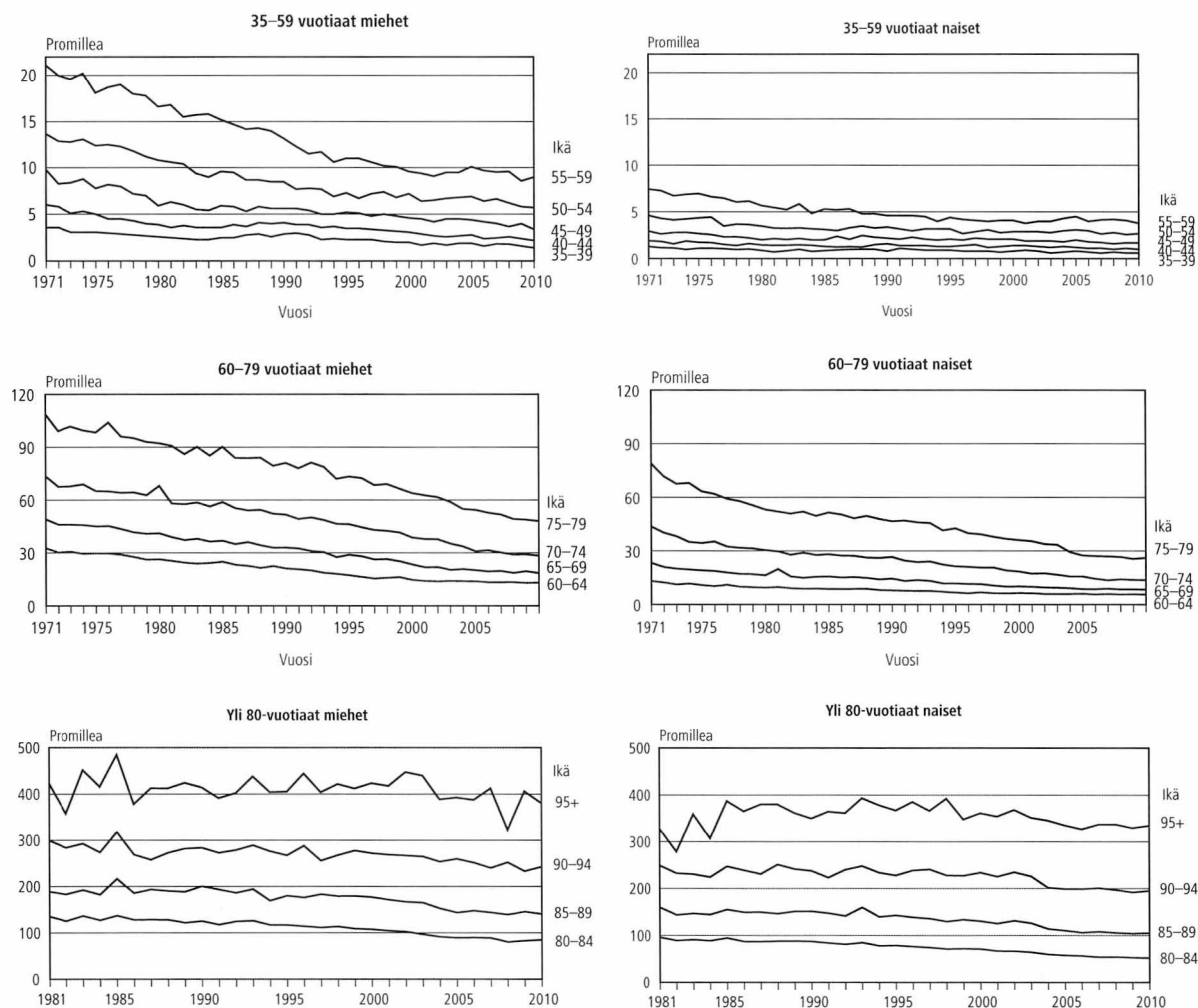 35–59 vuotiaat miehet
Promillea
20
15
10
5
0
1971 1975 1980 1985 1990 1995 2000 2005 2010
Vuosi
Ikä
55–59
50–54
45–49
40–44
35–39
35–59 vuotiaat naiset
Promillea
20
15
10
5
0
1971 1975 1980 1985 1990 1995 2000 2005 2010
Vuosi
Ikä
55–59
50–54
45–49
40–44
35–39
60–79 vuotiaat miehet
Promillea
120
90
60
30
0
1971 1975 1980 1985 1990 1995 2000 2005
Vuosi
Ikä
75–79
70–74
65–69
60–64
60–79 vuotiaat naiset
Promillea
120
90
60
30
0
1971 1975 1980 1985 1990 1995 2000 2005
Vuosi
Ikä
75–79
70–74
65–69
60–64
Yli 80-vuotiaat miehet
Promillea
500
400
300
200
100
0
1981 1985 1990 1995 2000 2005 2010
Ikä
95+
90–94
85–89
80–84
Yli 80-vuotiaat naiset
Promillea
500
400
300
200
100
0
1981 1985 1990 1995 2000 2005 2010
Ikä
95+
90–94
85–89
80–84